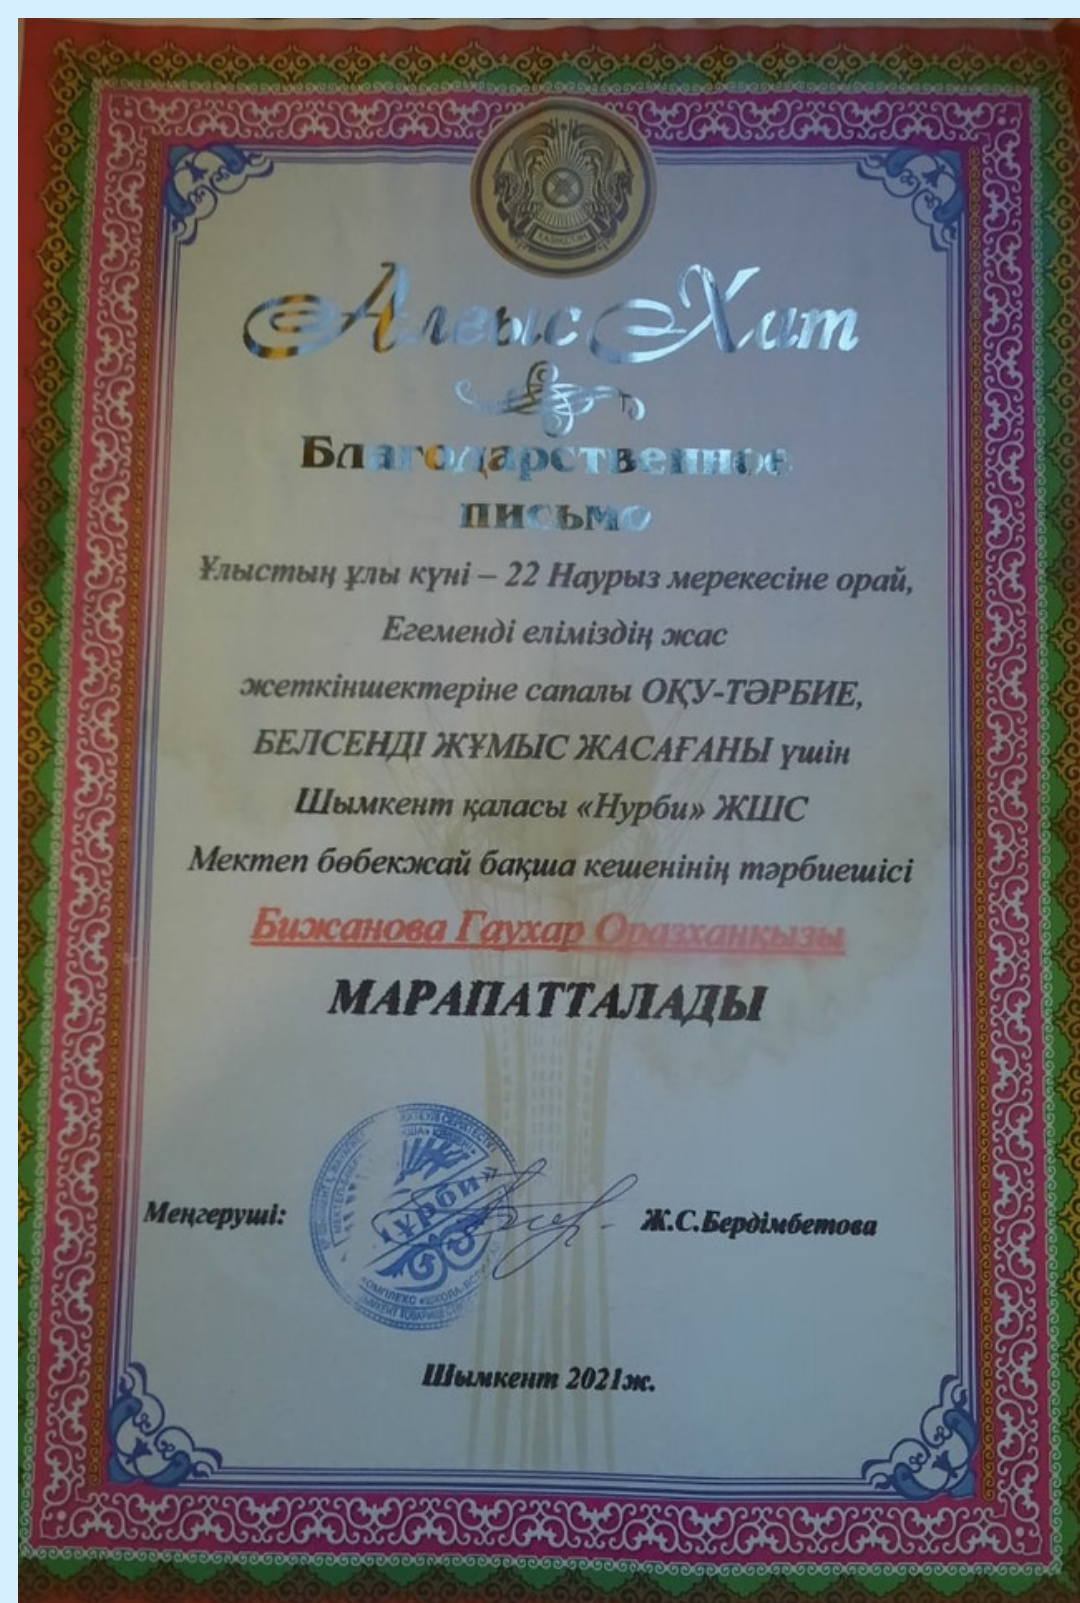 ҚАЗАҚСТАН
Алғыс Хат
Благодарственное
письмо
Ұлыстың ұлы күні – 22 Наурыз мерекесіне орай,
Егеменді еліміздің жас
жеткіншектеріне сапалы ОҚУ-ТӘРБИЕ,
БЕЛСЕНДІ ЖҰМЫС ЖАСАҒАНЫ үшін
Шымкент қаласы «Нурби» ЖШС
Мектеп бөбекжай бақша кешенінің тәрбиешісі
Бижанова Гаухар Оразханқызы
МАРАПАТТАЛАДЫ
Меңгеруші:
Ж.С.Бердімбетова
Шымкент 2021ж.